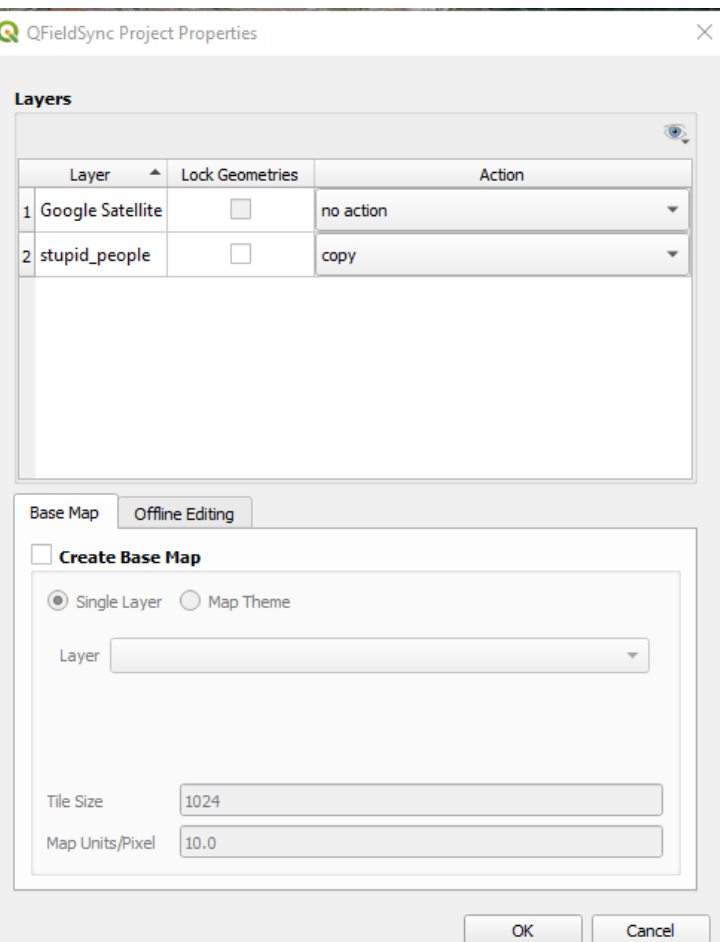 QFieldSync Project Properties
Layers
Layer Lock Geometries Action
1 Google Satellite no action
2 stupid_people copy
Base Map Offline Editing
Create Base Map
Single Layer Map Theme
Layer
Tile Size 1024
Map Units/Pixel 10.0
OK Cancel